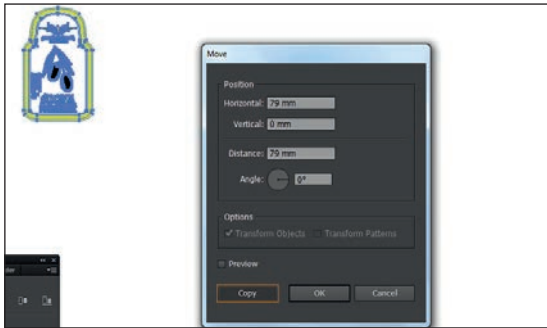 Move
Position
Horizontal: 79 mm
Vertical: 0 mm
Distance: 79 mm
Angle: 0°
Options
Transform Objects Transform Patterns
Preview
Copy OK Cancel